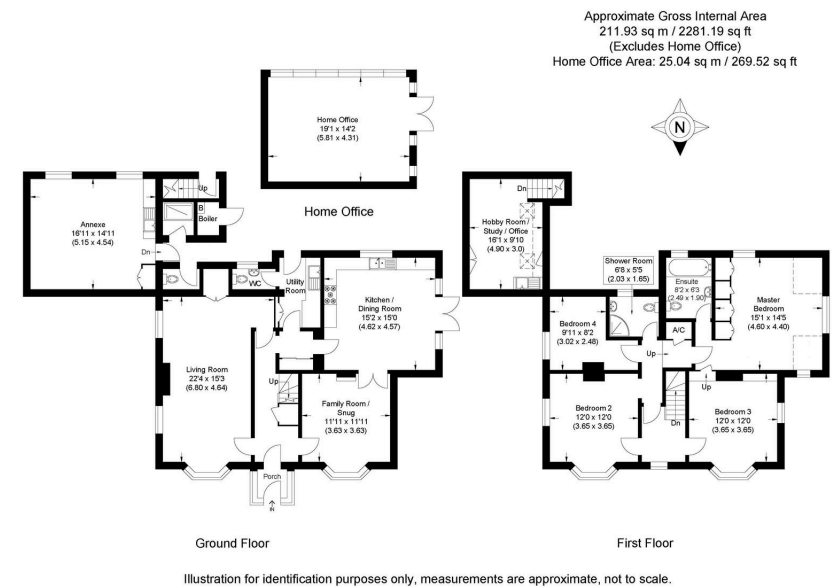 Approximate Gross Internal Area
211.93 sq m / 2281.19 sq ft
(Excludes Home Office)
Home Office Area: 25.04 sq m / 269.52 sq ft
N
Home Office
19'1 x 14'2
(5.81 x 4.31)
Home Office
Annexe
16'11 x 14'11
(5.15 x 4.54)
Up
B
Boiler
Dn
WC
Utility
Room
Kitchen /
Dining Room
15'2 x 15'0
(4.62 x 4.57)
Living Room
22'4 x 15'3
(6.80 x 4.64)
Up
Family Room /
Snug
11'11 x 11'11
(3.63 x 3.63)
Porch
IN
Ground Floor
Dn
Hobby Room /
Study / Office
16'1 x 9'10
(4.90 x 3.0)
Shower Room
6'8 x 5'5
(2.03 x 1.65)
Ensuite
8'2 x 6'3
(2.49 x 1.90)
Master
Bedroom
15'1 x 14'5
(4.60 x 4.40)
Bedroom 4
9'11 x 8'2
(3.02 x 2.48)
A/C
Up
Up
Bedroom 2
12'0 x 12'0
(3.65 x 3.65)
Dn
Bedroom 3
12'0 x 12'0
(3.65 x 3.65)
First Floor
Illustration for identification purposes only, measurements are approximate, not to scale.